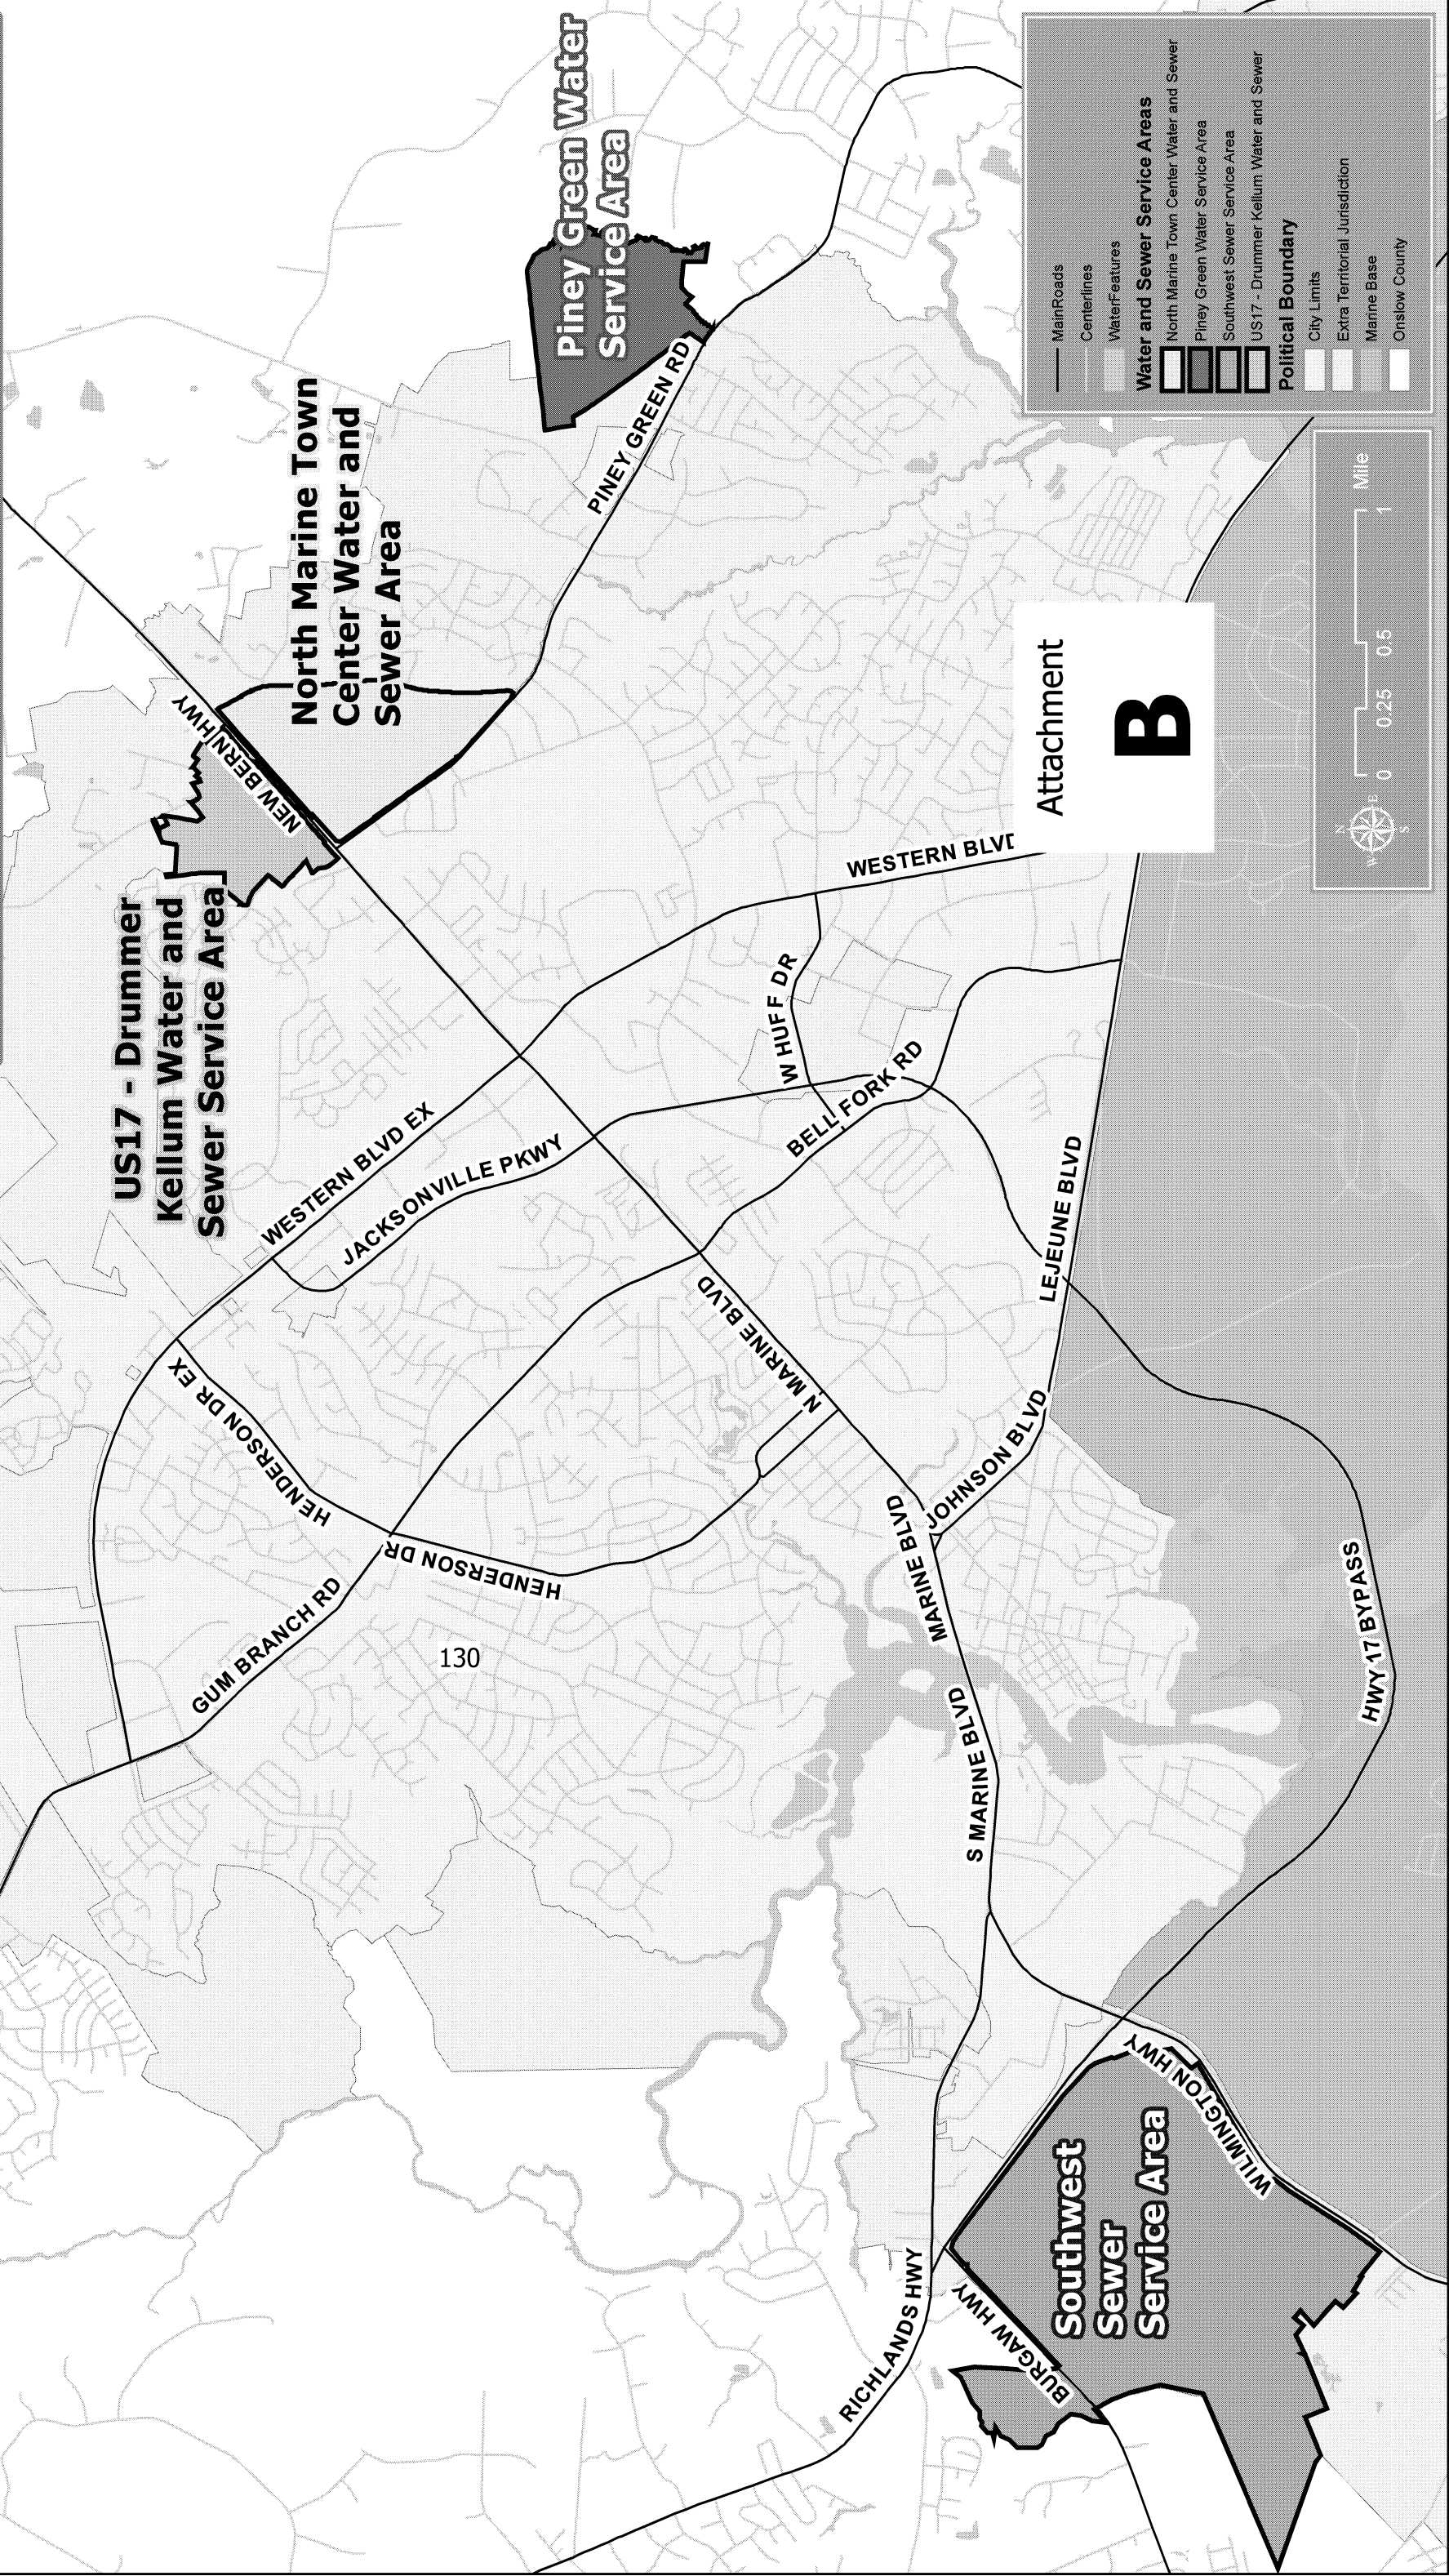 US17 - Drummer
Kellum Water and
Sewer Service Area
North Marine Town
Center Water and
Sewer Area
Piney Green Water
Service Area
Southwest
Sewer
Service Area
NEW BERN HWY
PINEY GREEN RD
WESTERN BLVD
WESTERN BLVD EX
JACKSONVILLE PKWY
W HUFF DR
BELL FORK RD
LEJEUNE BLVD
HENDERSON DR EX
HENDERSON DR
N MARINE BLVD
GUM BRANCH RD
JOHNSON BLVD
MARINE BLVD
S MARINE BLVD
HWY 17 BYPASS
WILMINGTON HWY
BURGAW HWY
RICHLANDS HWY
130
Attachment
B
MainRoads
Centerlines
WaterFeatures
Water and Sewer Service Areas
North Marine Town Center Water and Sewer
Piney Green Water Service Area
Southwest Sewer Service Area
US17 - Drummer Kellum Water and Sewer
Political Boundary
City Limits
Extra Territorial Jurisdiction
Marine Base
Onslow County
N
W E
S
0 0.25 0.5 1
Mile